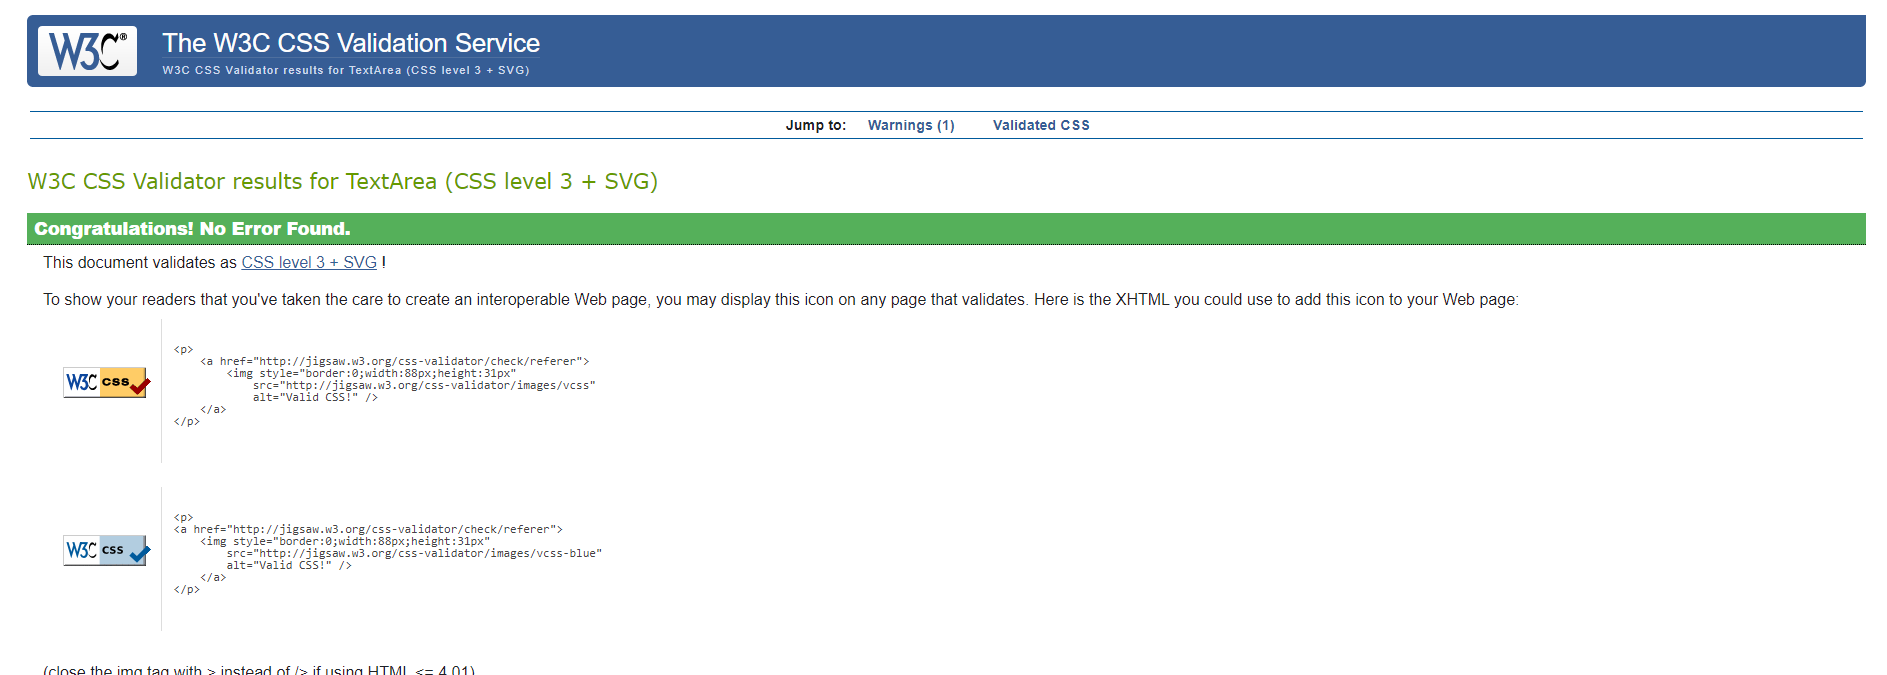 W3C®
The W3C CSS Validation Service
W3C CSS Validator results for TextArea (CSS level 3 + SVG)
Jump to: Warnings (1) Validated CSS
W3C CSS Validator results for TextArea (CSS level 3 + SVG)
Congratulations! No Error Found.
This document validates as CSS level 3 + SVG !
To show your readers that you've taken the care to create an interoperable Web page, you may display this icon on any page that validates. Here is the XHTML you could use to add this icon to your Web page:
W3C css
<p>
<a href="http://jigsaw.w3.org/css-validator/check/referer">
<img style="border:0;width:88px;height:31px"
src="http://jigsaw.w3.org/css-validator/images/vcss"
alt="Valid CSS!" />
</a>
</p>
W3C css
<p>
<a href="http://jigsaw.w3.org/css-validator/check/referer">
<img style="border:0;width:88px;height:31px"
src="http://jigsaw.w3.org/css-validator/images/vcss-blue"
alt="Valid CSS!" />
</a>
</p>
(close the img tag with > instead of /> if using HTML <= 4.01)